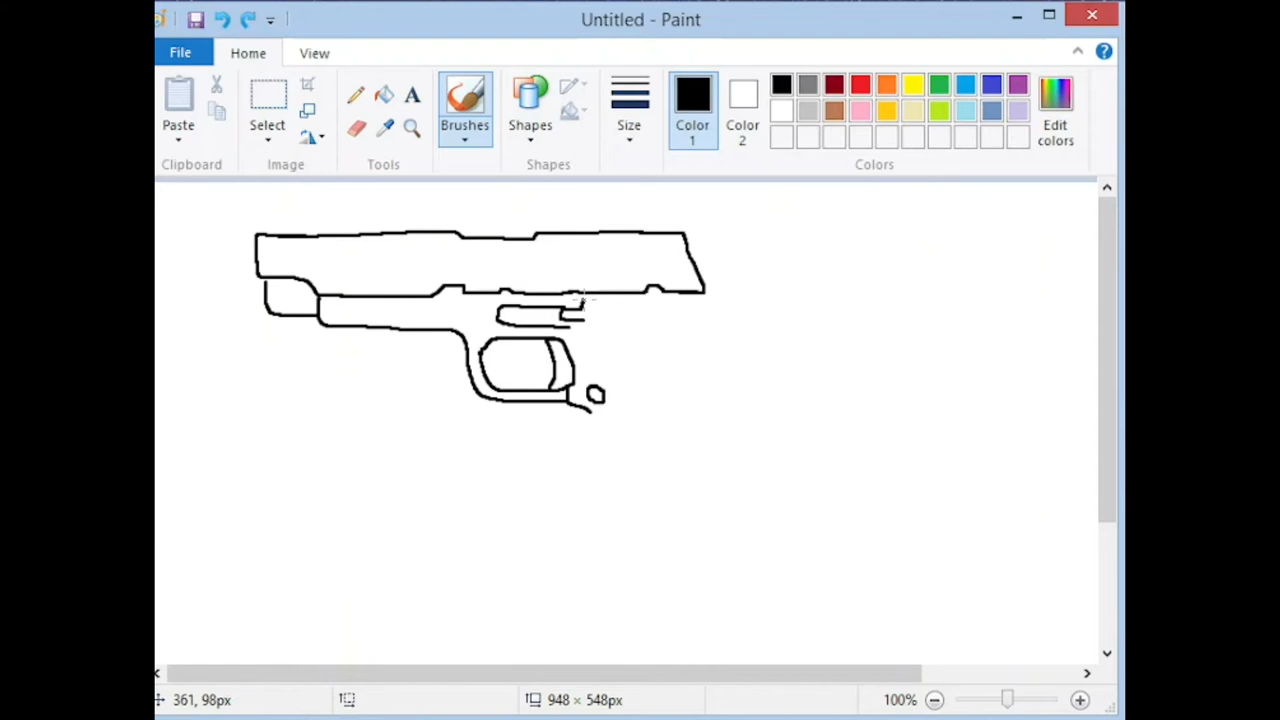 Untitled - Paint
File Home View
Paste Select Brushes Shapes Size Color 1 Color 2 Edit colors
Clipboard Image Tools Shapes Colors
361, 98px 948 × 548px 100%